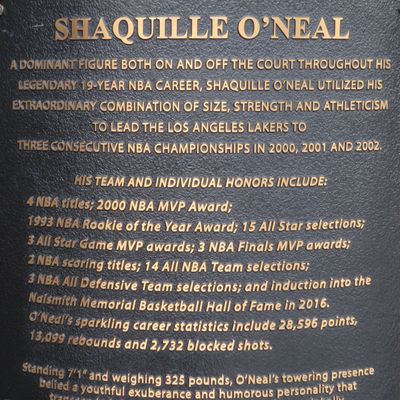 SHAQUILLE O'NEAL
A DOMINANT FIGURE BOTH ON AND OFF THE COURT THROUGHOUT HIS
LEGENDARY 19-YEAR NBA CAREER, SHAQUILLE O'NEAL UTILIZED HIS
EXTRAORDINARY COMBINATION OF SIZE, STRENGTH AND ATHLETICISM
TO LEAD THE LOS ANGELES LAKERS TO
THREE CONSECUTIVE NBA CHAMPIONSHIPS IN 2000, 2001 AND 2002.
HIS TEAM AND INDIVIDUAL HONORS INCLUDE:
4 NBA titles; 2000 NBA MVP Award;
1993 NBA Rookie of the Year Award; 15 All Star selections;
3 All Star Game MVP awards; 3 NBA Finals MVP awards;
2 NBA scoring titles; 14 All NBA Team selections;
3 NBA All Defensive Team selections; and induction into the
Naismith Memorial Basketball Hall of Fame in 2016.
O'Neal's sparkling career statistics include 28,596 points,
13,099 rebounds and 2,732 blocked shots.
Standing 7'1" and weighing 325 pounds, O'Neal's towering presence
belied a youthful exuberance and humorous personality that